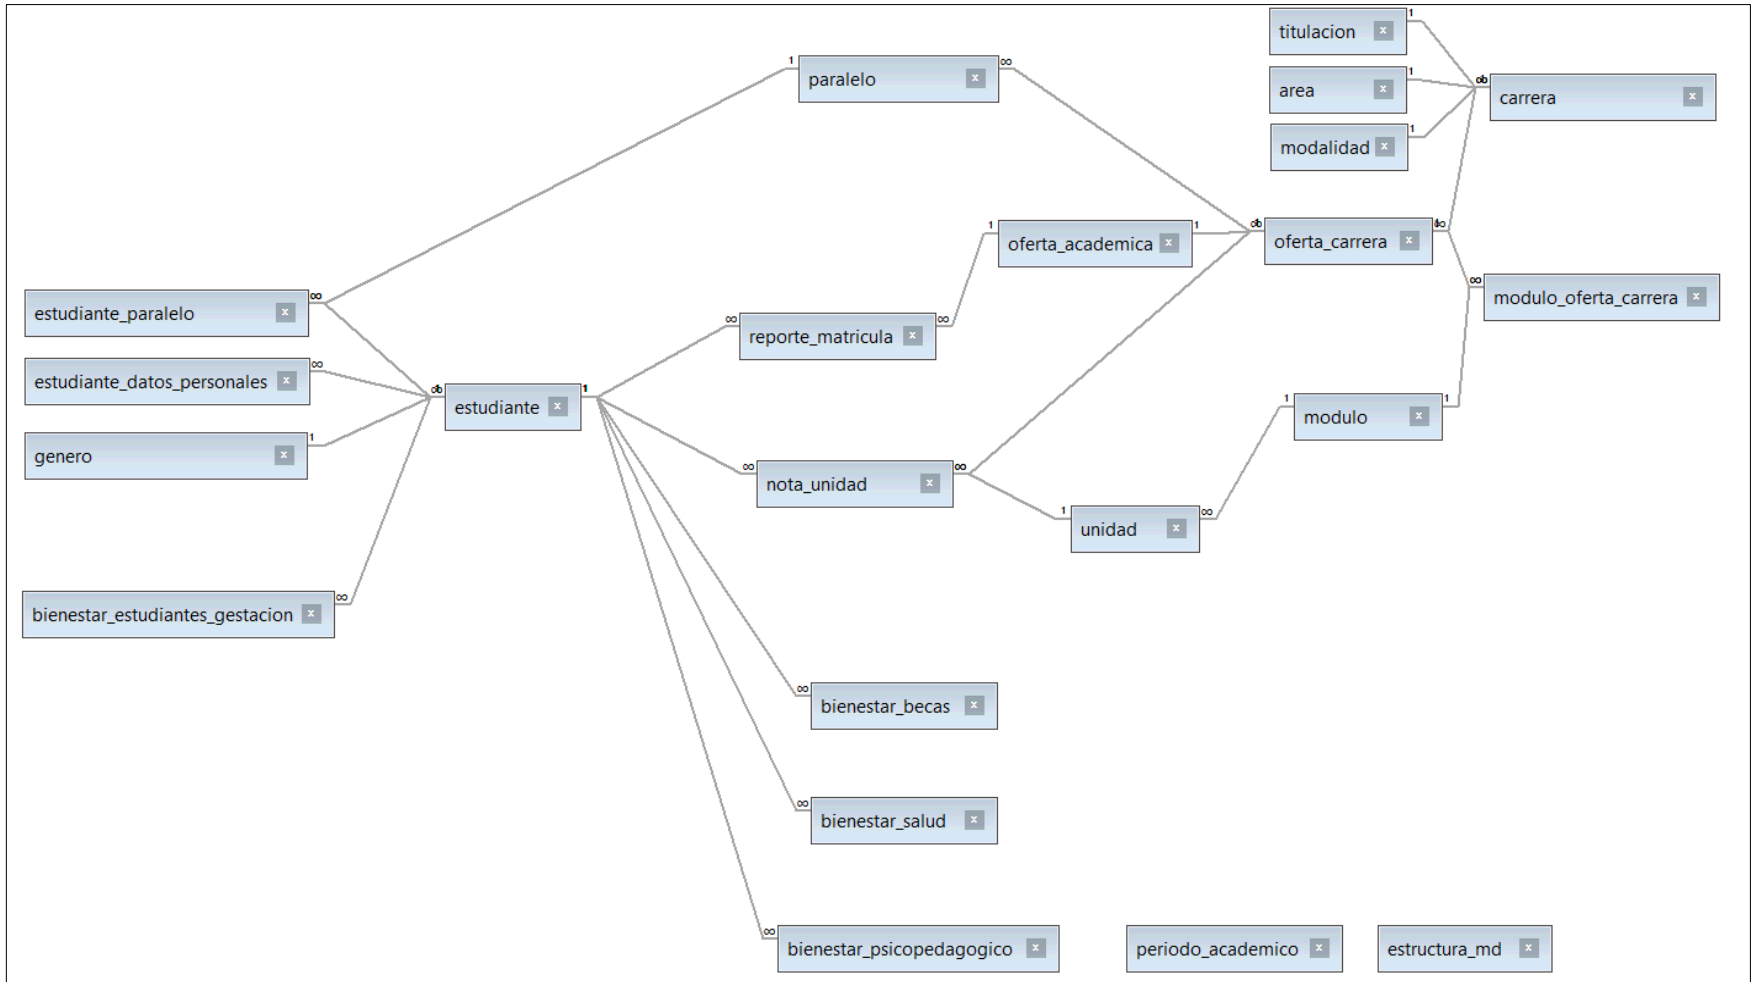 titulacion
paralelo
area
carrera
modalidad
oferta_academica
oferta_carrera
modulo_oferta_carrera
estudiante_paralelo
reporte_matricula
estudiante_datos_personales
estudiante
modulo
genero
nota_unidad
unidad
bienestar_estudiantes_gestacion
bienestar_becas
bienestar_salud
bienestar_psicopedagogico
periodo_academico
estructura_md